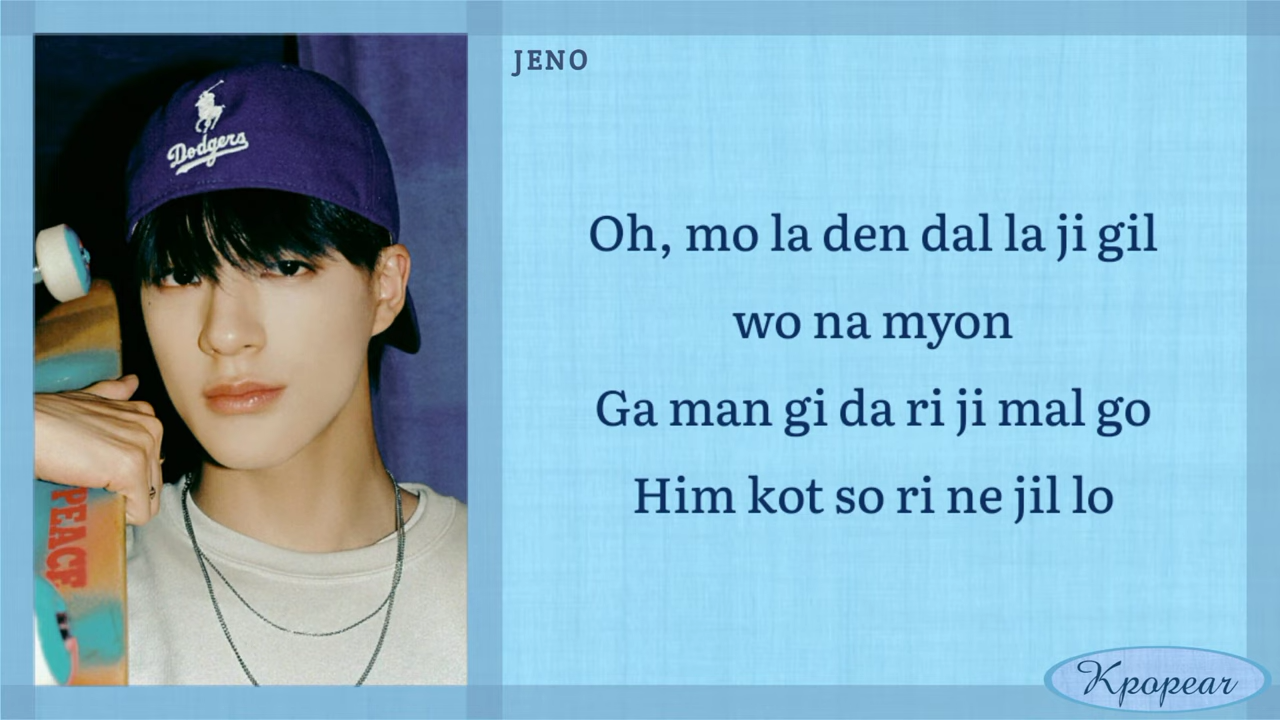 JENO
Dodgers
PEACE
Oh, mo la den dal la ji gil
wo na myon
Ga man gi da ri ji mal go
Him kot so ri ne jil lo
Kpopear